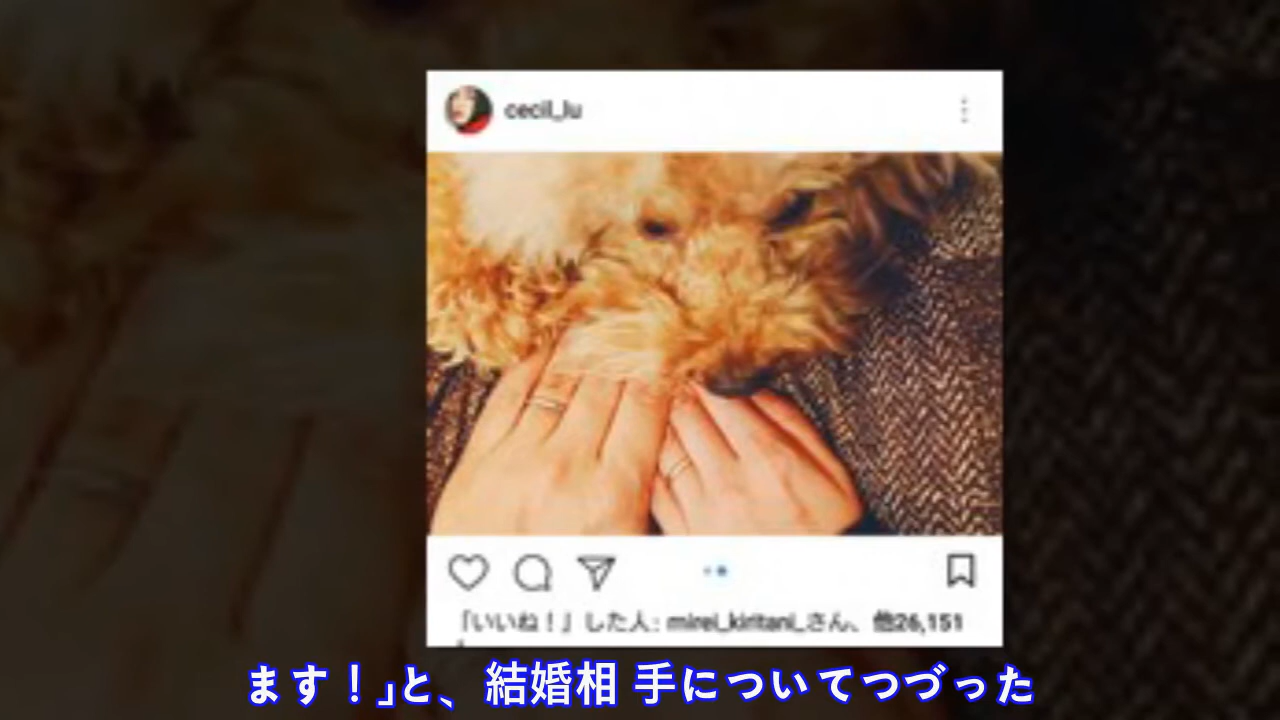 cecil_lu
「いいね！」した人: mirei_kiritani_さん、他26,151
ます！」と、結婚相 手についてつづった